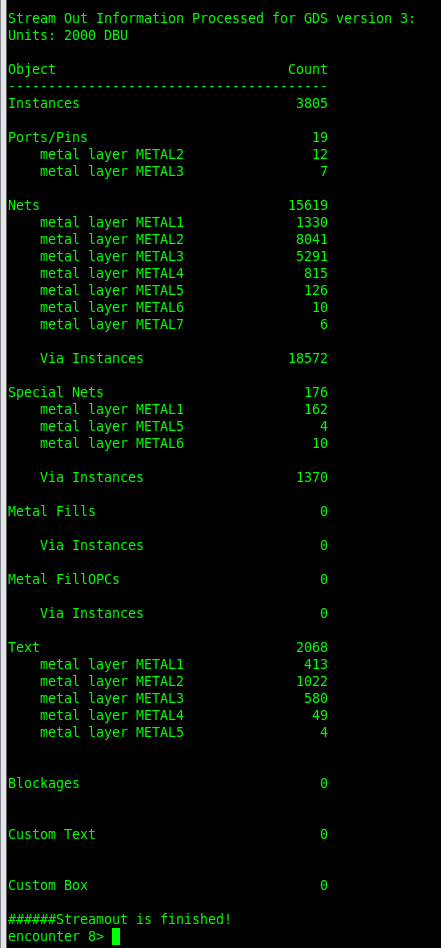 Stream Out Information Processed for GDS version 3:
Units: 2000 DBU
Object                             Count
----------------------------------------
Instances                           3805
Ports/Pins                            19
    metal layer METAL2                12
    metal layer METAL3                 7
Nets                               15619
    metal layer METAL1              1330
    metal layer METAL2              8041
    metal layer METAL3              5291
    metal layer METAL4               815
    metal layer METAL5               126
    metal layer METAL6                10
    metal layer METAL7                 6
    Via Instances                  18572
Special Nets                         176
    metal layer METAL1               162
    metal layer METAL5                 4
    metal layer METAL6                10
    Via Instances                   1370
Metal Fills                            0
    Via Instances                      0
Metal FillOPCs                         0
    Via Instances                      0
Text                                2068
    metal layer METAL1               413
    metal layer METAL2              1022
    metal layer METAL3               580
    metal layer METAL4                49
    metal layer METAL5                 4
Blockages                              0
Custom Text                            0
Custom Box                             0
######Streamout is finished!
encounter 8>